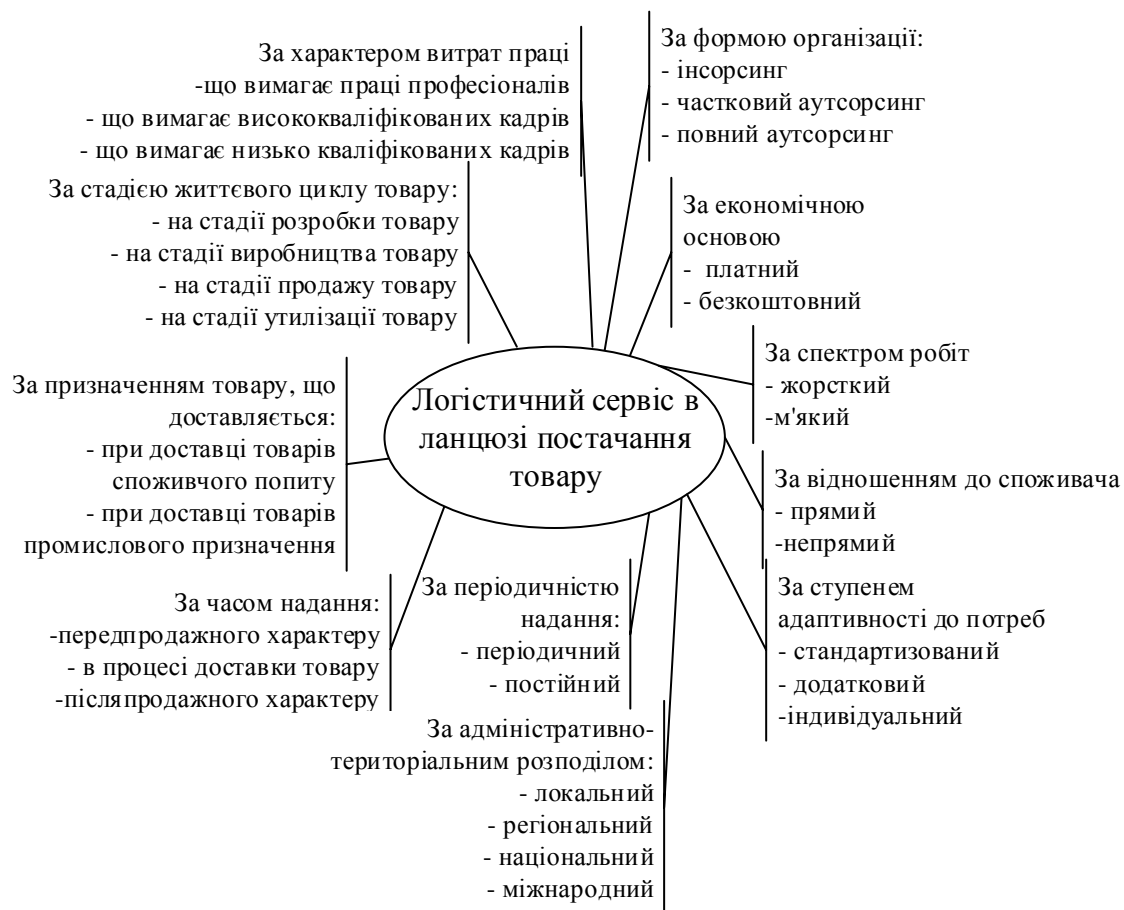 За характером витрат праці
-що вимагає праці професіоналів
- що вимагає висококваліфікованих кадрів
- що вимагає низько кваліфікованих кадрів
За формою організації:
- інсорсинг
- частковий аутсорсинг
- повний аутсорсинг
За стадією життєвого циклу товару:
- на стадії розробки товару
- на стадії виробництва товару
- на стадії продажу товару
- на стадії утилізації товару
За економічною
основою
- платний
- безкоштовний
За спектром робіт
- жорсткий
-м'який
За призначенням товару, що
доставляється:
- при доставці товарів
споживчого попиту
- при доставці товарів
промислового призначення
Логістичний сервіс в
ланцюзі постачання
товару
За відношенням до споживача
- прямий
-непрямий
За часом надання:
-передпродажного характеру
- в процесі доставки товару
-післяпродажного характеру
За періодичністю
надання:
- періодичний
- постійний
За ступенем
адаптивності до потреб
- стандартизований
- додатковий
-індивідуальний
За адміністративно-
територіальним розподілом:
- локальний
- регіональний
- національний
- міжнародний